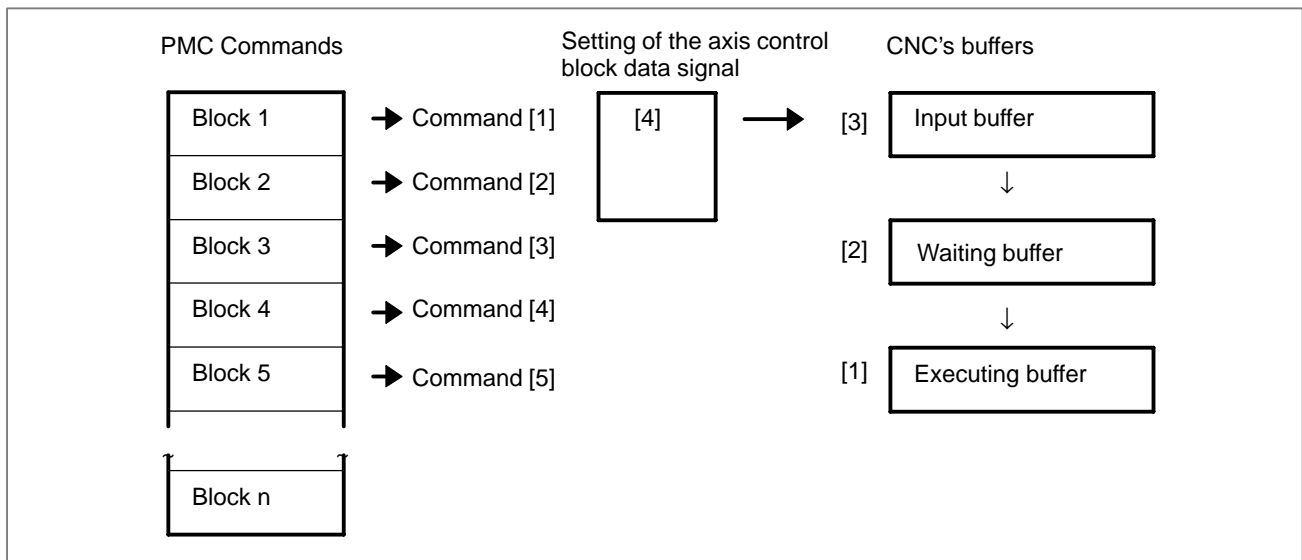 PMC Commands
Setting of the axis control
block data signal
CNC's buffers
Block 1
Command [1]
[4]
[3]
Input buffer
Block 2
Command [2]
Block 3
Command [3]
[2]
Waiting buffer
Block 4
Command [4]
Block 5
Command [5]
[1]
Executing buffer
Block n